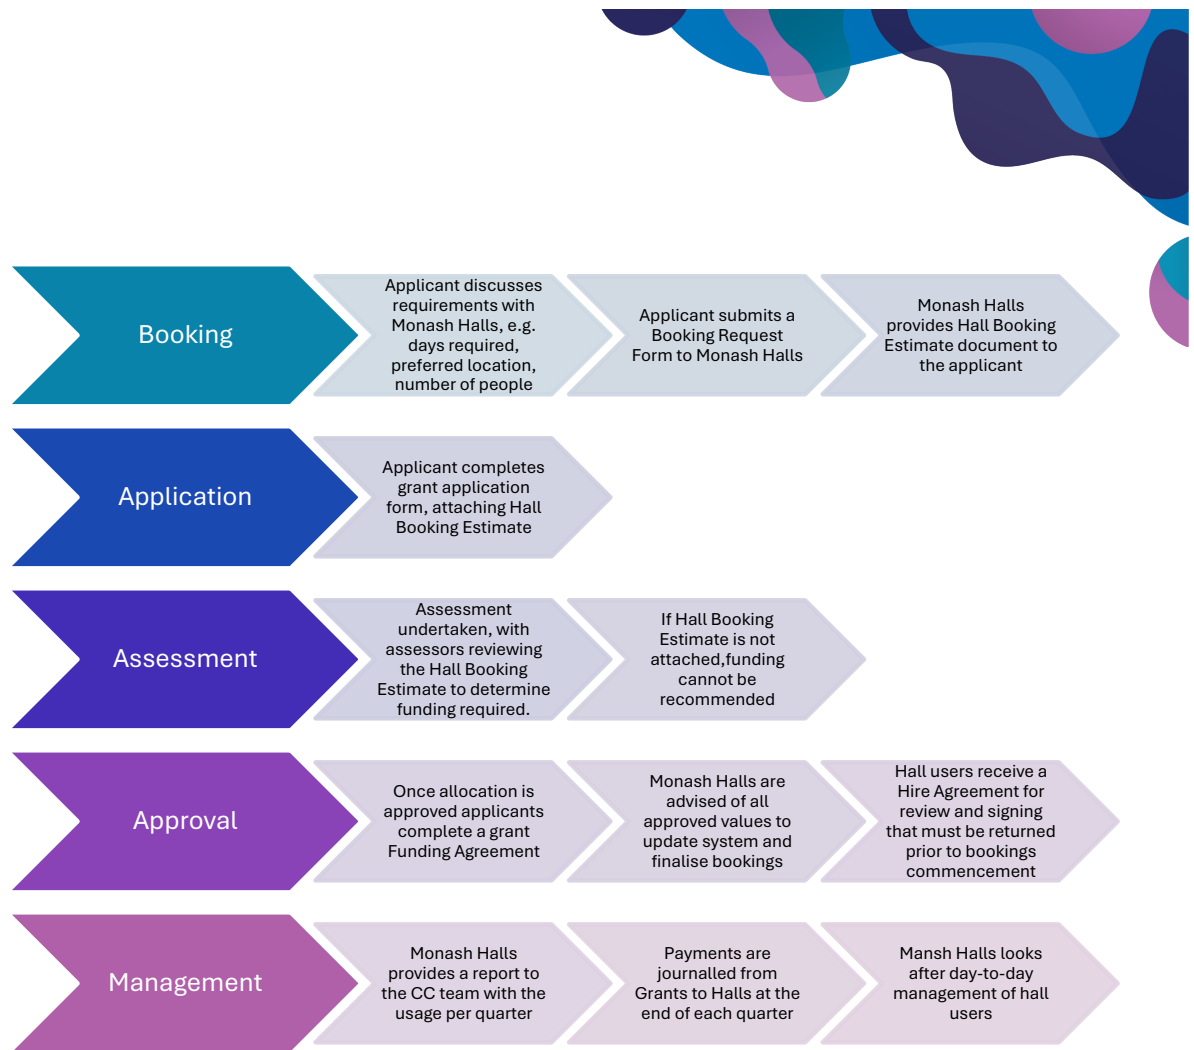 Booking
Applicant discusses
requirements with
Monash Halls, e.g.
days required,
preferred location,
number of people
Applicant submits a
Booking Request
Form to Monash Halls
Monash Halls
provides Hall Booking
Estimate document to
the applicant
Application
Applicant completes
grant application
form, attaching Hall
Booking Estimate
Assessment
Assessment
undertaken, with
assessors reviewing
the Hall Booking
Estimate to determine
funding required.
If Hall Booking
Estimate is not
attached,funding
cannot be
recommended
Approval
Once allocation is
approved applicants
complete a grant
Funding Agreement
Monash Halls are
advised of all
approved values to
update system and
finalise bookings
Hall users receive a
Hire Agreement for
review and signing
that must be returned
prior to bookings
commencement
Management
Monash Halls
provides a report to
the CC team with the
usage per quarter
Payments are
journalled from
Grants to Halls at the
end of each quarter
Mansh Halls looks
after day-to-day
management of hall
users